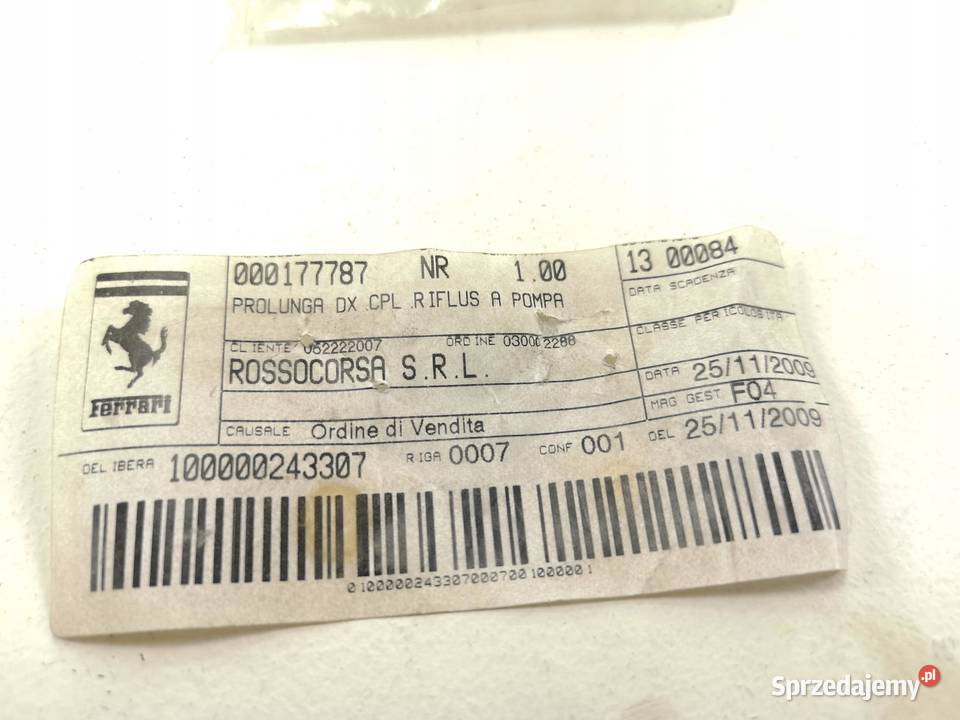 000177787 NR 1.00
13 00084
PROLUNGA DX CPL .RIFLUS A POMPA
DATA SCADENZA
CLASSE PERICOLOSITA
CLIENTE 052222007 ORDINE 030002288
ROSSOCORSA S.R.L.
DATA 25/11/2009
MAG GEST F04
Ferrari
CAUSALE Ordine di Vendita
DELIBERA 100000243307 RIGA 0007 CONF 001 DEL 25/11/2009
0100000243307000700100001
Sprzedajemy.pl